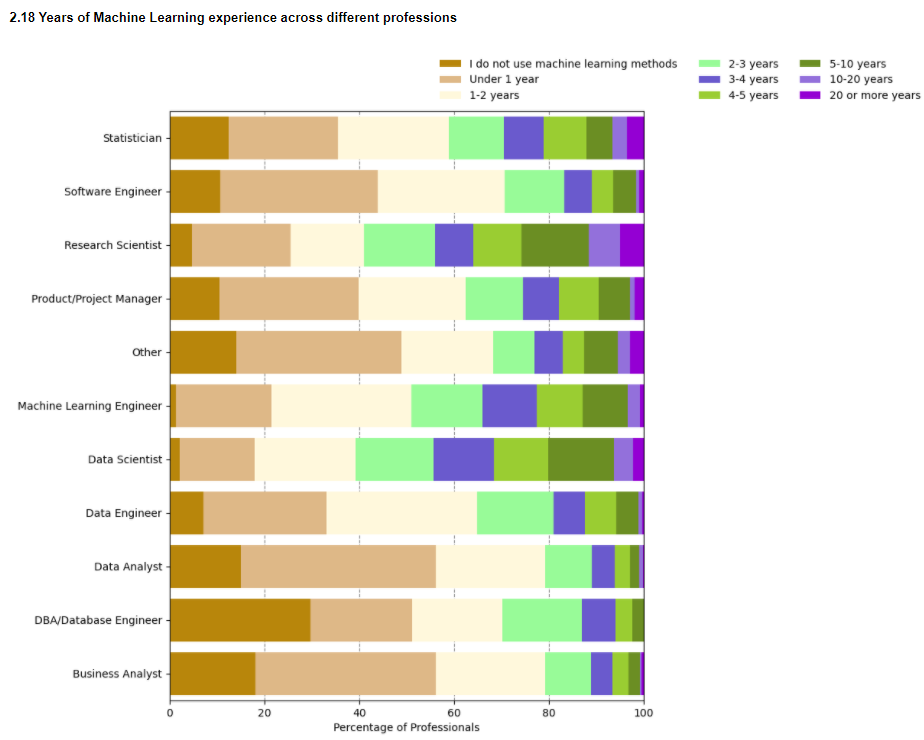 2.18 Years of Machine Learning experience across different professions
I do not use machine learning methods
Under 1 year
1-2 years
2-3 years
3-4 years
4-5 years
5-10 years
10-20 years
20 or more years
Statistician
Software Engineer
Research Scientist
Product/Project Manager
Other
Machine Learning Engineer
Data Scientist
Data Engineer
Data Analyst
DBA/Database Engineer
Business Analyst
0 20 40 60 80 100
Percentage of Professionals